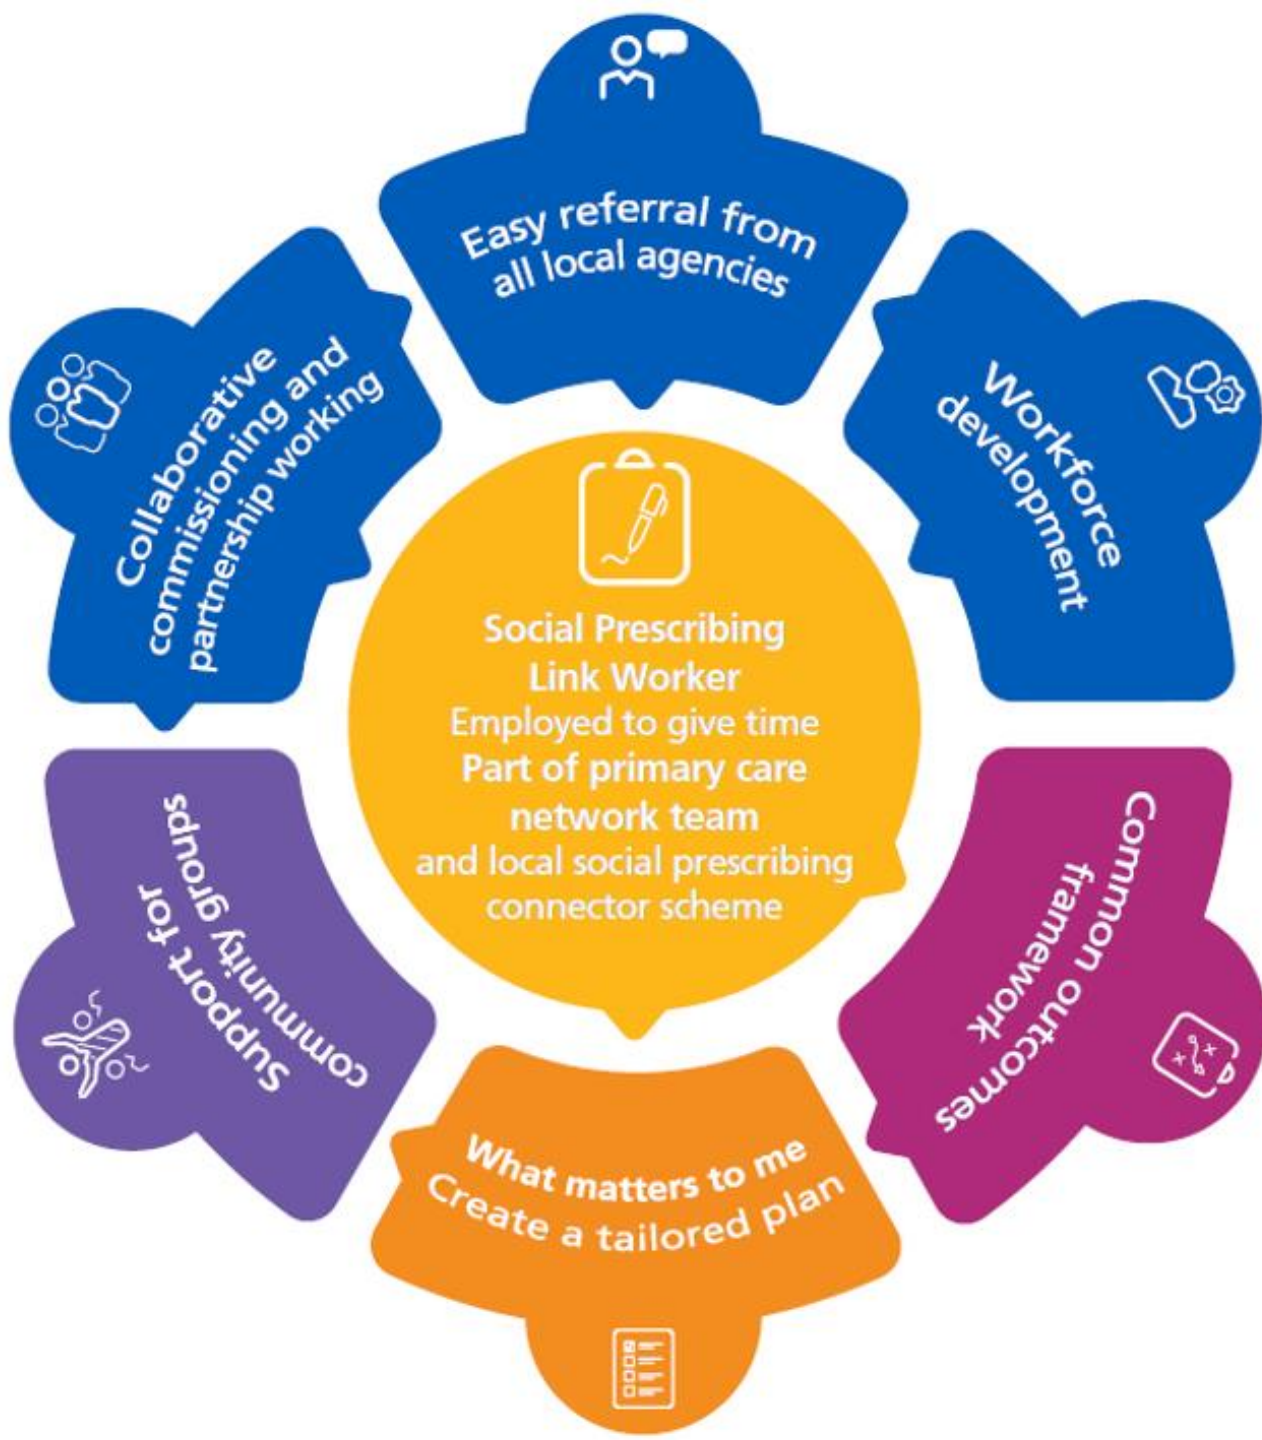 Easy referral from
all local agencies
Workforce
development
Common outcomes
framework
What matters to me
Create a tailored plan
Support for
community groups
Collaborative
commissioning and
partnership working
Social Prescribing
Link Worker
Employed to give time
Part of primary care
network team
and local social prescribing
connector scheme